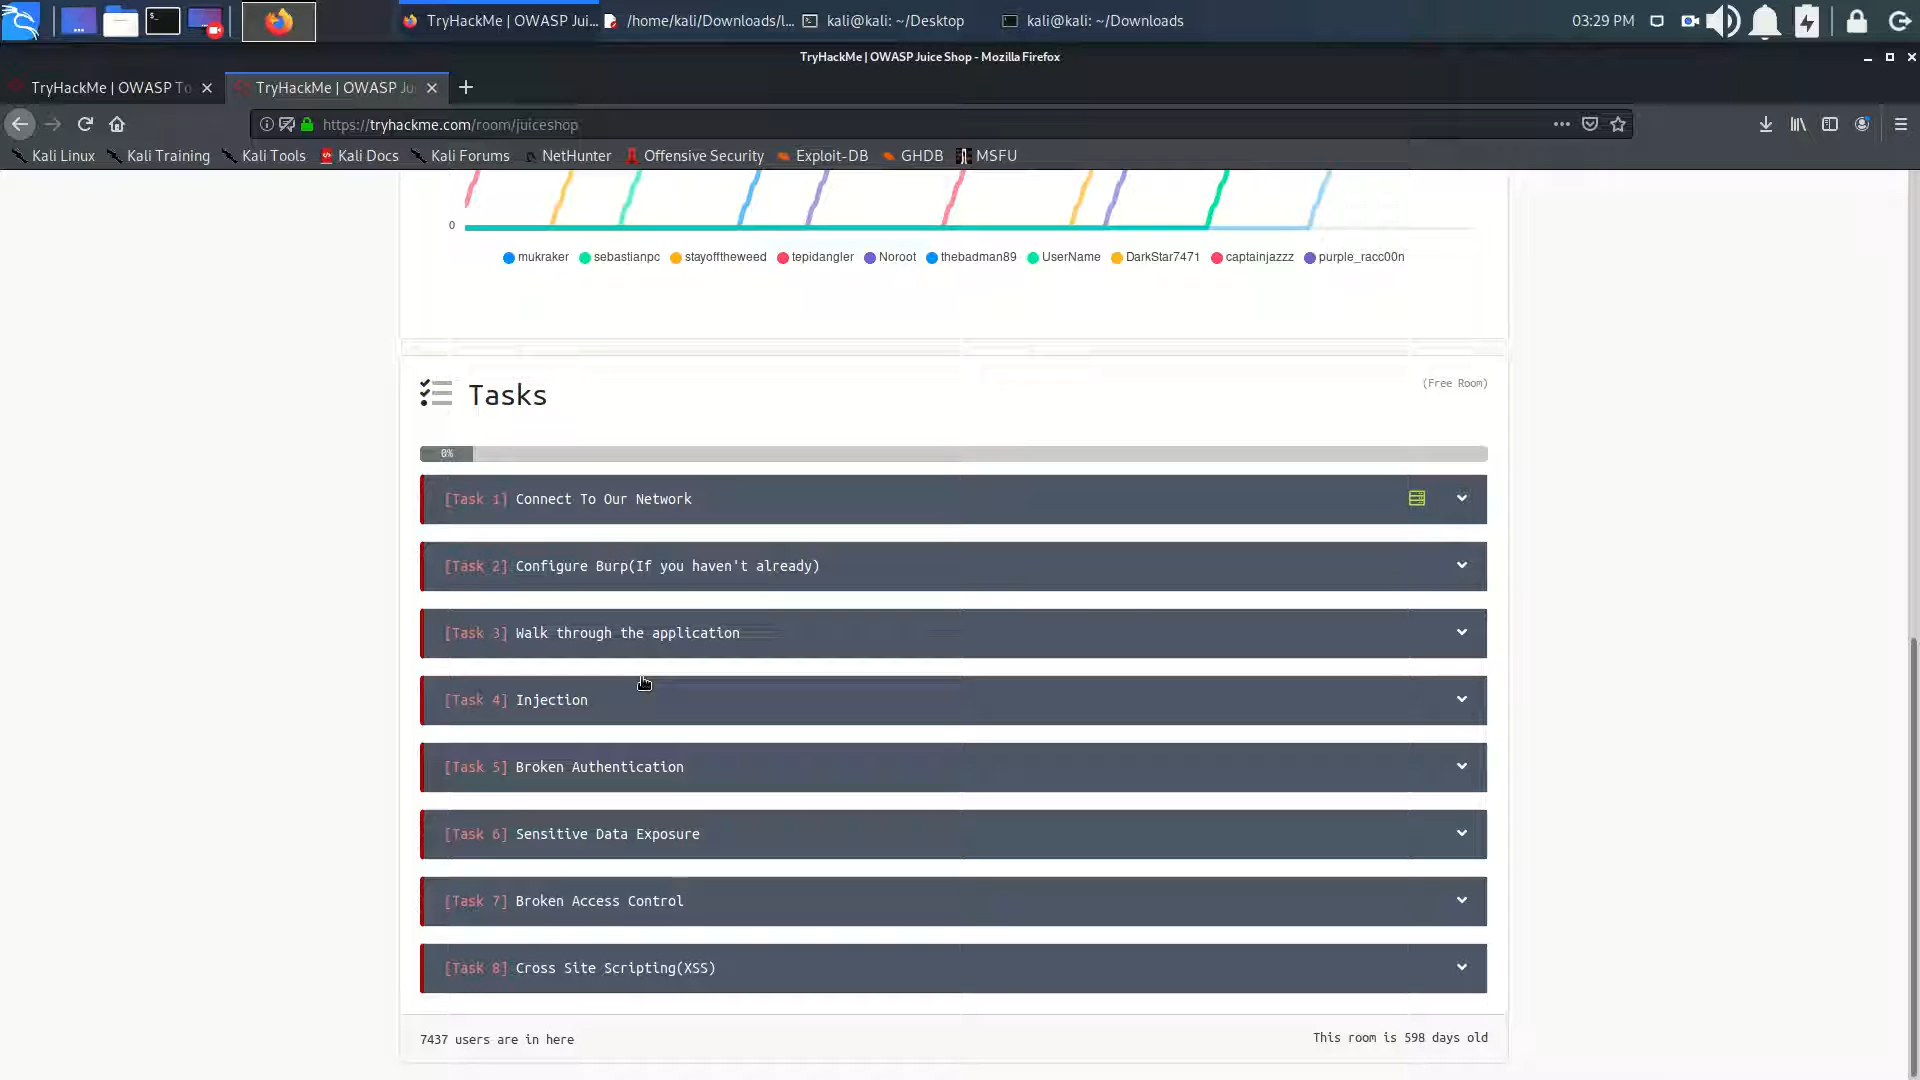 TryHackMe | OWASP Jui...
/home/kali/Downloads/l...
kali@kali: ~/Desktop
kali@kali: ~/Downloads
03:29 PM
TryHackMe | OWASP Juice Shop - Mozilla Firefox
TryHackMe | OWASP To
TryHackMe | OWASP Ju
https://tryhackme.com/room/juiceshop
Kali Linux
Kali Training
Kali Tools
Kali Docs
Kali Forums
NetHunter
Offensive Security
Exploit-DB
GHDB
MSFU
0
mukraker
sebastianpc
stayofftheweed
tepidangler
Noroot
thebadman89
UserName
DarkStar7471
captainjazzz
purple_racc00n
Tasks
(Free Room)
0%
[Task 1] Connect To Our Network
[Task 2] Configure Burp(If you haven't already)
[Task 3] Walk through the application
[Task 4] Injection
[Task 5] Broken Authentication
[Task 6] Sensitive Data Exposure
[Task 7] Broken Access Control
[Task 8] Cross Site Scripting(XSS)
7437 users are in here
This room is 598 days old